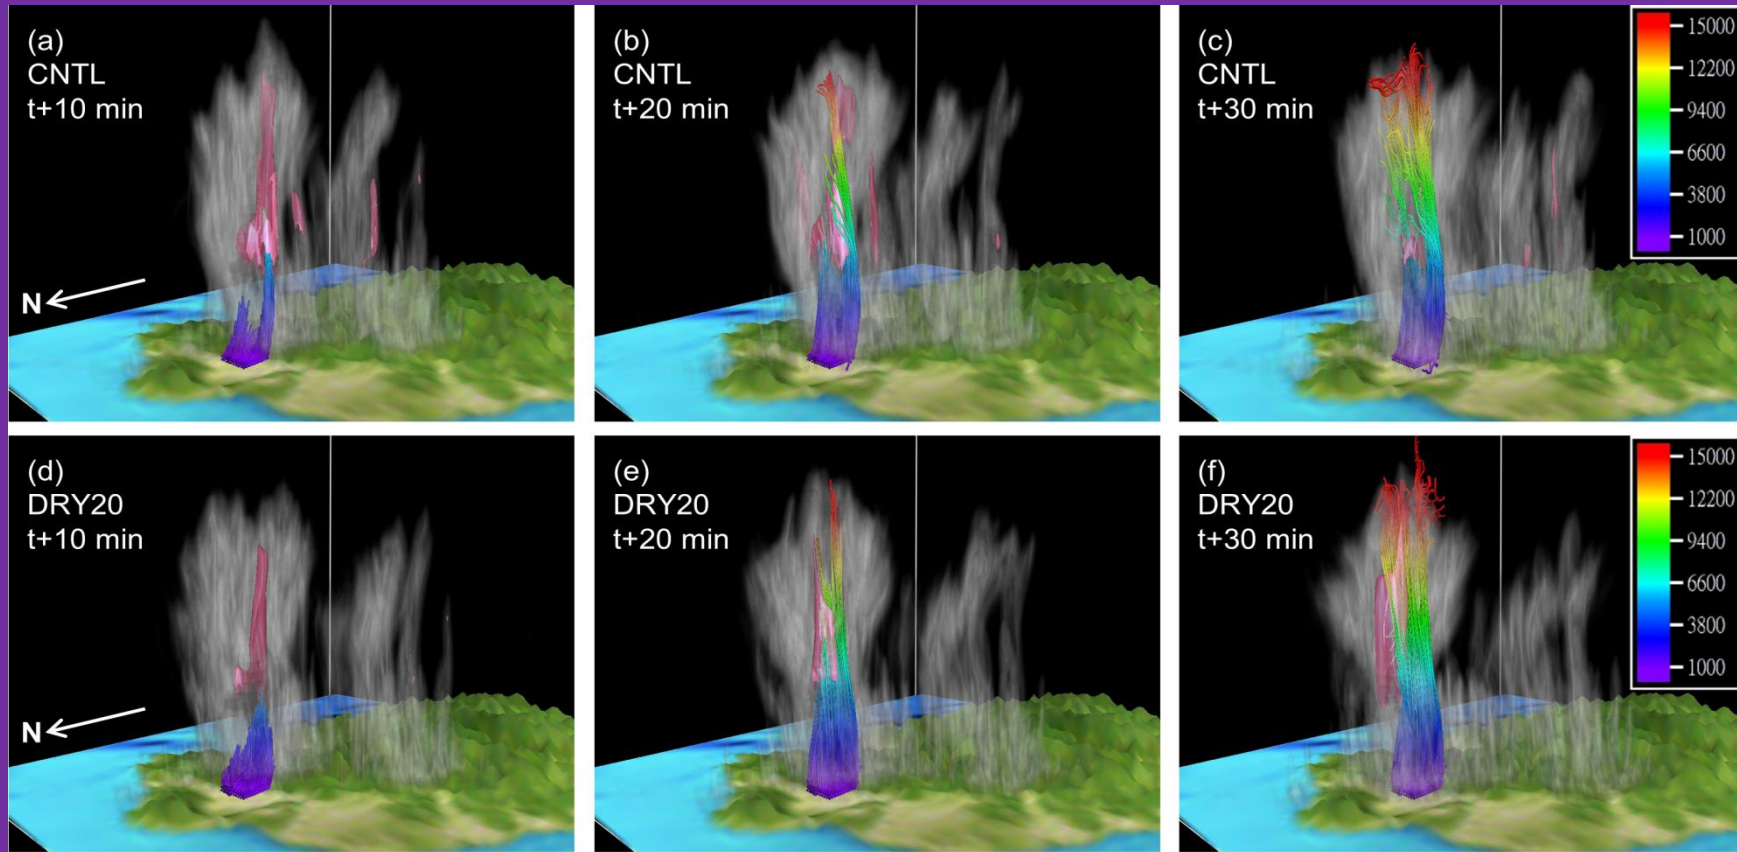 (a)
CNTL
t+10 min
N
(b)
CNTL
t+20 min
(c)
CNTL
t+30 min
15000
12200
9400
6600
3800
1000
(d)
DRY20
t+10 min
N
(e)
DRY20
t+20 min
(f)
DRY20
t+30 min
15000
12200
9400
6600
3800
1000